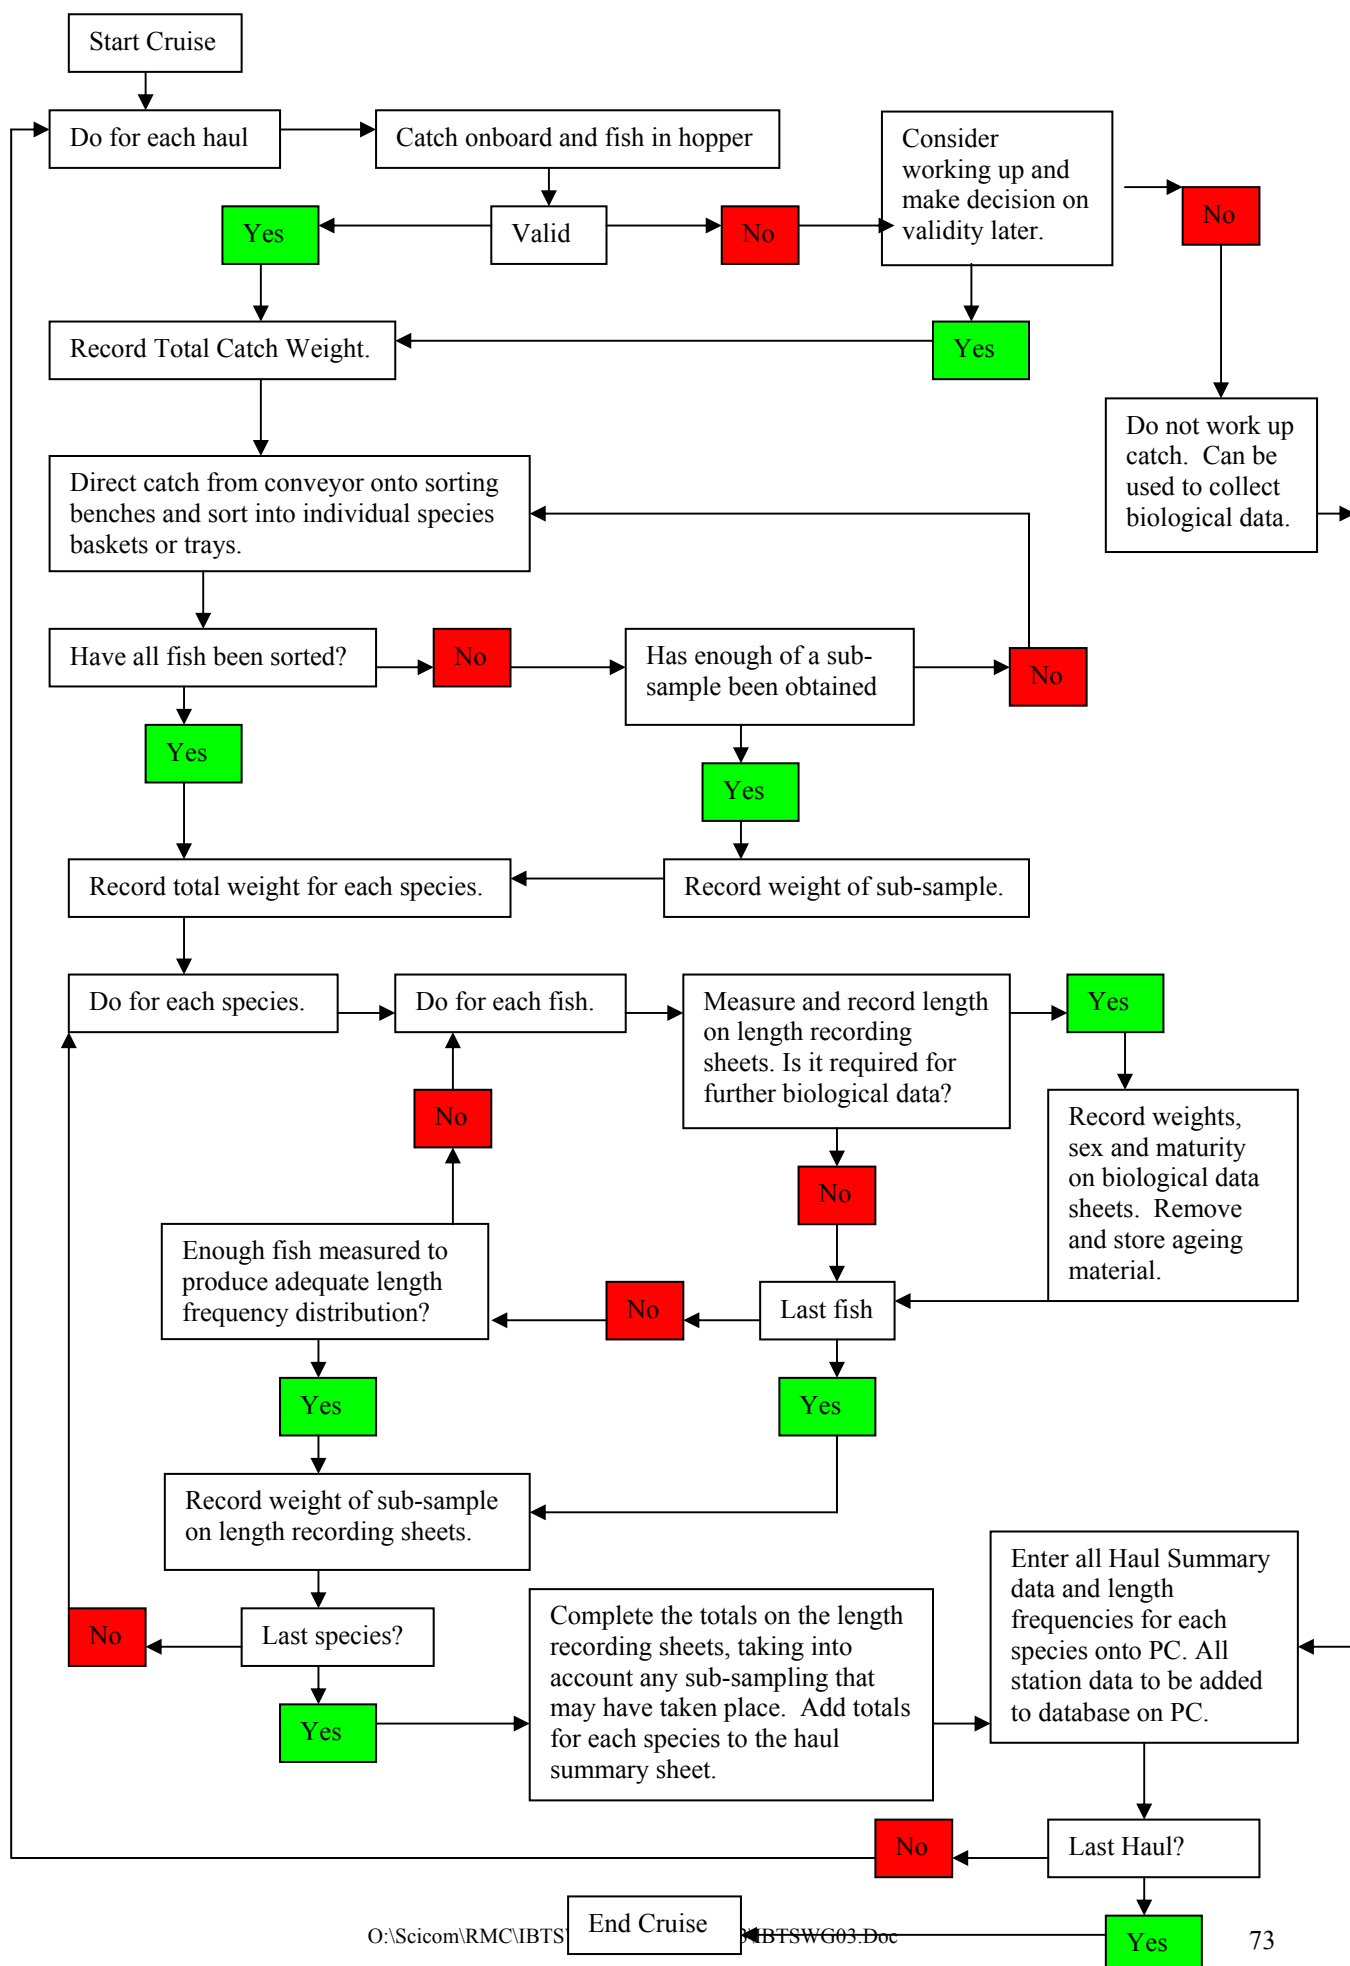 Start Cruise
Do for each haul
Catch onboard and fish in hopper
Consider
working up and
make decision on
validity later.
No
Yes
Valid
No
Record Total Catch Weight.
Yes
Do not work up
catch. Can be
used to collect
biological data.
Direct catch from conveyor onto sorting
benches and sort into individual species
baskets or trays.
Have all fish been sorted?
No
Has enough of a sub-
sample been obtained
No
Yes
Yes
Record total weight for each species.
Record weight of sub-sample.
Do for each species.
Do for each fish.
Measure and record length
on length recording
sheets. Is it required for
further biological data?
Yes
No
Record weights,
sex and maturity
on biological data
sheets. Remove
and store ageing
material.
No
Enough fish measured to
produce adequate length
frequency distribution?
No
Last fish
Yes
Yes
Record weight of sub-sample
on length recording sheets.
Enter all Haul Summary
data and length
frequencies for each
species onto PC. All
station data to be added
to database on PC.
No
Last species?
Complete the totals on the length
recording sheets, taking into
account any sub-sampling that
may have taken place. Add totals
for each species to the haul
summary sheet.
Yes
No
Last Haul?
End Cruise
Yes
O:\Scicom\RMC\IBTS IBTSWG03.Doc
73